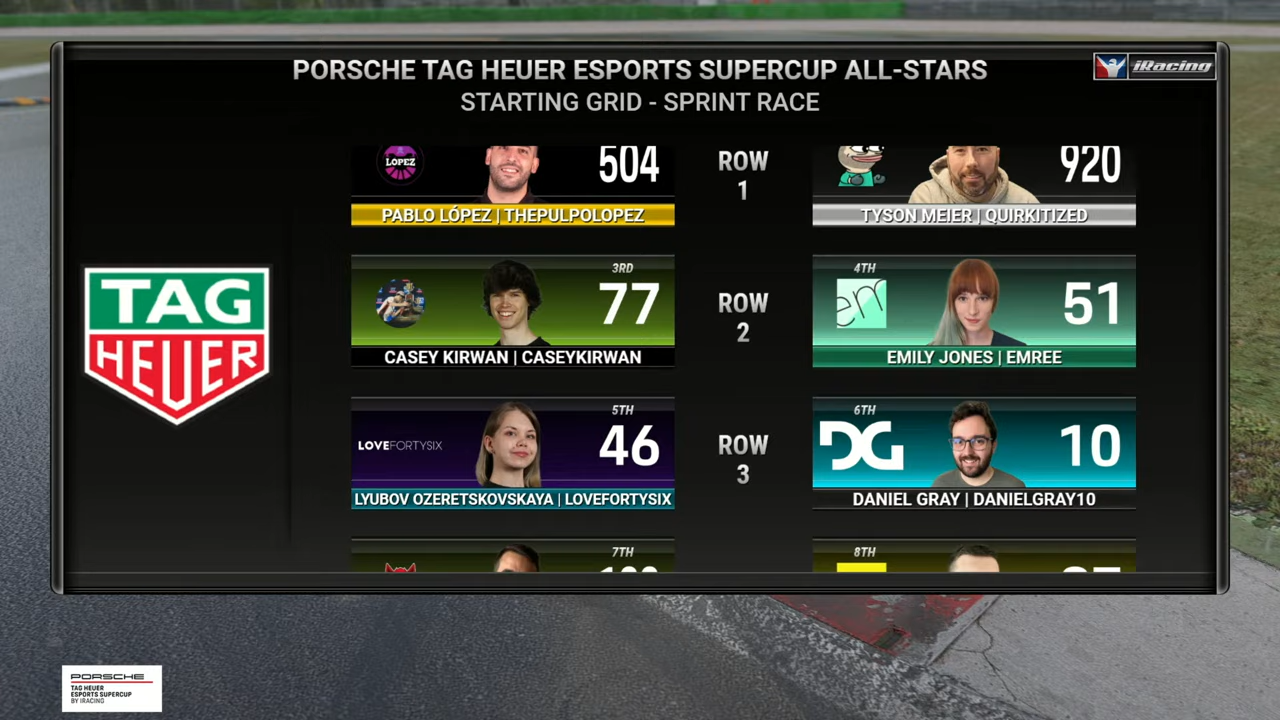 PORSCHE TAG HEUER ESPORTS SUPERCUP ALL-STARS
iRacing
STARTING GRID - SPRINT RACE
LOPEZ
504
ROW
1
920
PABLO LÓPEZ | THEPULPOLOPEZ
TYSON MEIER | QUIRKITIZED
3RD
77
ROW
2
4TH
em
51
CASEY KIRWAN | CASEYKIRWAN
EMILY JONES | EMREE
TAG
HEUER
5TH
LOVEFORTYSIX
46
ROW
3
6TH
DG
10
LYUBOV OZERETSKOVSKAYA | LOVEFORTYSIX
DANIEL GRAY | DANIELGRAY10
7TH
8TH
PORSCHE
TAG HEUER
ESPORTS SUPERCUP
BY IRACING